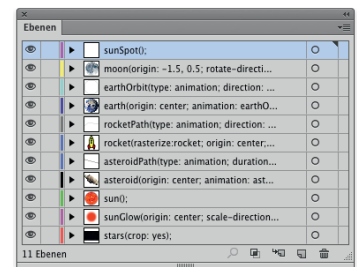 Ebenen
sunSpot();
moon(origin: -1.5, 0.5; rotate-directi...
earthOrbit(type: animation; direction: ...
earth(origin: center; animation: earthO...
rocketPath(type: animation; direction: ...
rocket(rasterize:rocket; origin: center;...
asteroidPath(type: animation; duration...
asteroid(origin: center; animation: ast...
sun();
sunGlow(origin: center; scale-direction...
stars(crop: yes);
11 Ebenen